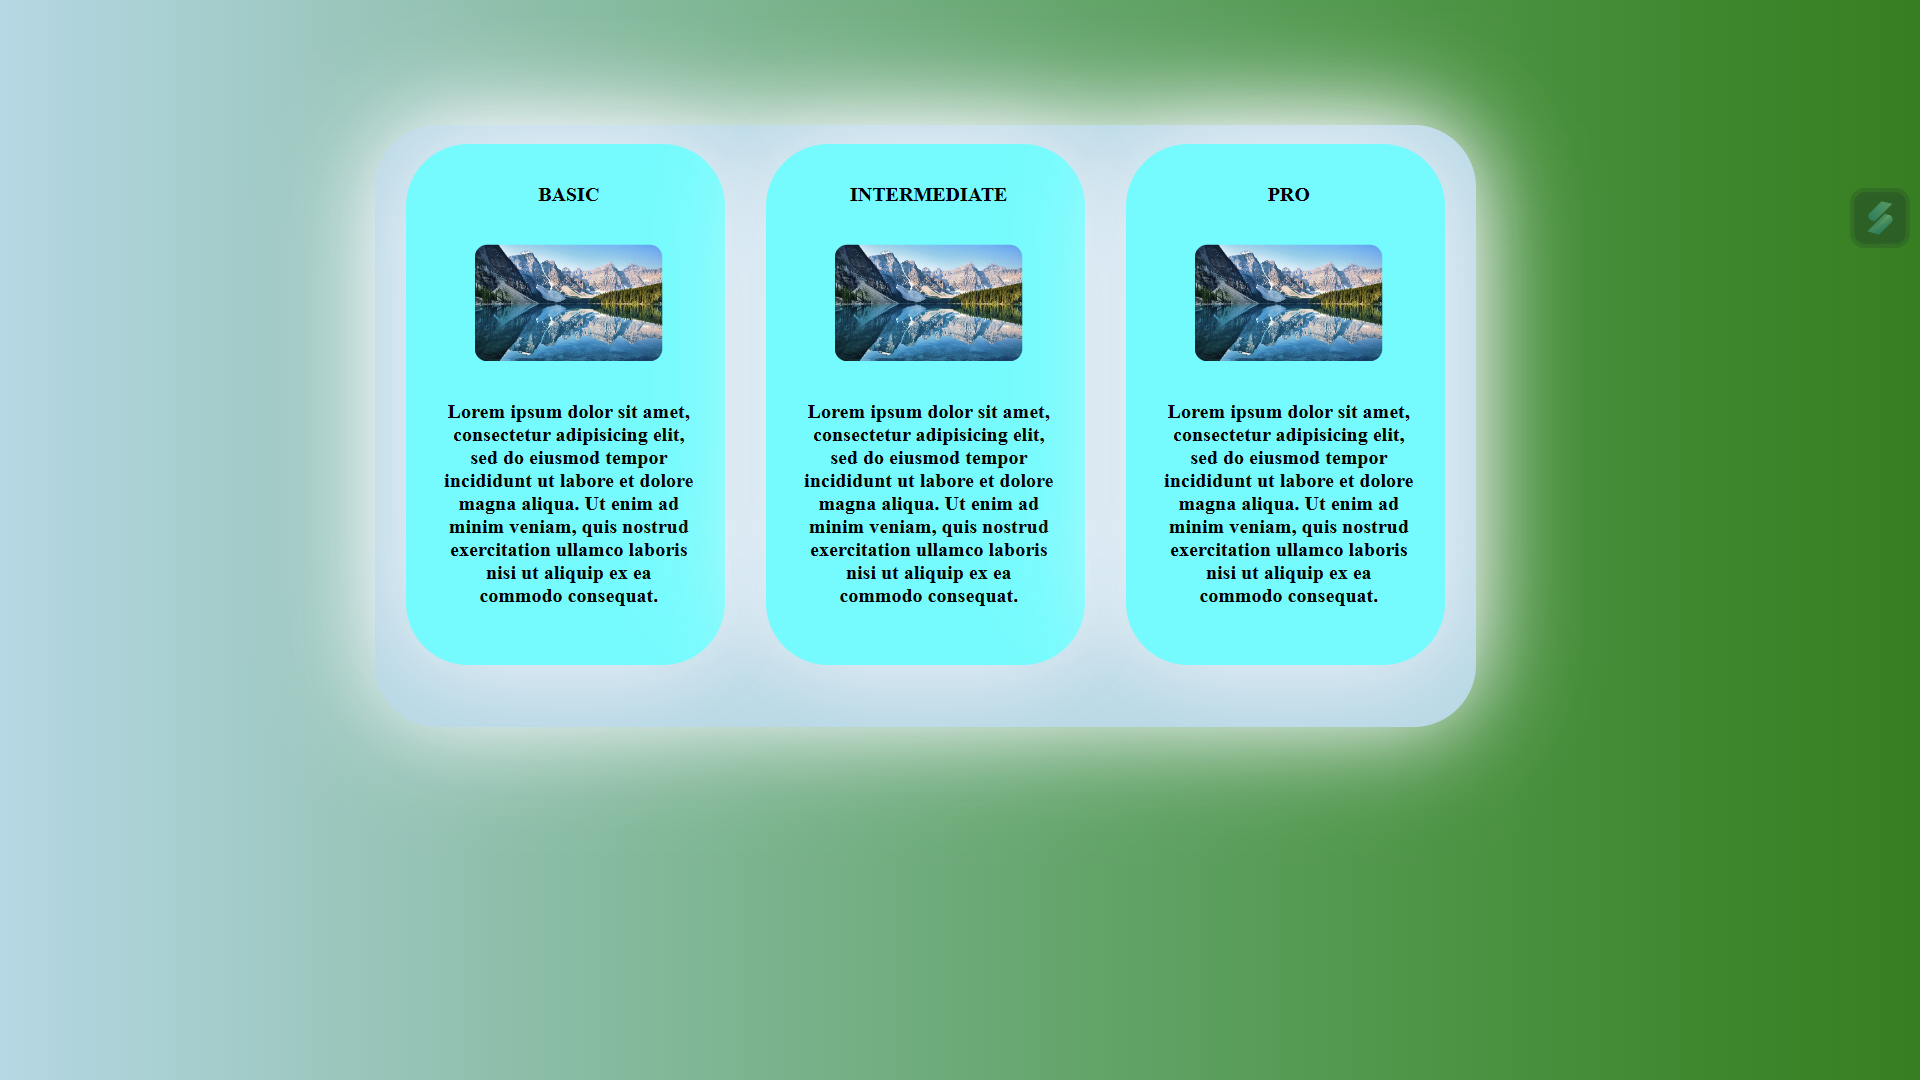 BASIC
Lorem ipsum dolor sit amet,
consectetur adipisicing elit,
sed do eiusmod tempor
incididunt ut labore et dolore
magna aliqua. Ut enim ad
minim veniam, quis nostrud
exercitation ullamco laboris
nisi ut aliquip ex ea
commodo consequat.
INTERMEDIATE
Lorem ipsum dolor sit amet,
consectetur adipisicing elit,
sed do eiusmod tempor
incididunt ut labore et dolore
magna aliqua. Ut enim ad
minim veniam, quis nostrud
exercitation ullamco laboris
nisi ut aliquip ex ea
commodo consequat.
PRO
Lorem ipsum dolor sit amet,
consectetur adipisicing elit,
sed do eiusmod tempor
incididunt ut labore et dolore
magna aliqua. Ut enim ad
minim veniam, quis nostrud
exercitation ullamco laboris
nisi ut aliquip ex ea
commodo consequat.